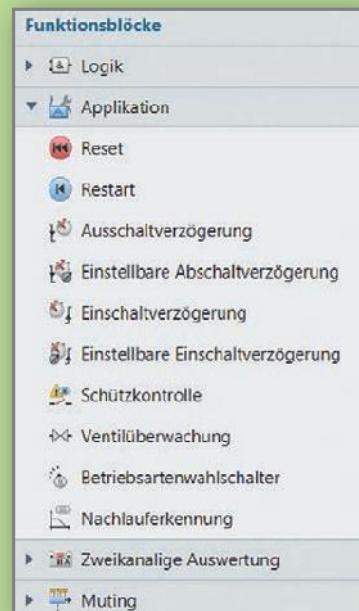 Funktionsblöcke
Logik
Applikation
Reset
Restart
Ausschaltverzögerung
Einstellbare Abschaltverzögerung
Einschaltverzögerung
Einstellbare Einschaltverzögerung
Schützkontrolle
Ventilüberwachung
Betriebsartenwahlschalter
Nachlauferkennung
Zweikanalige Auswertung
Muting